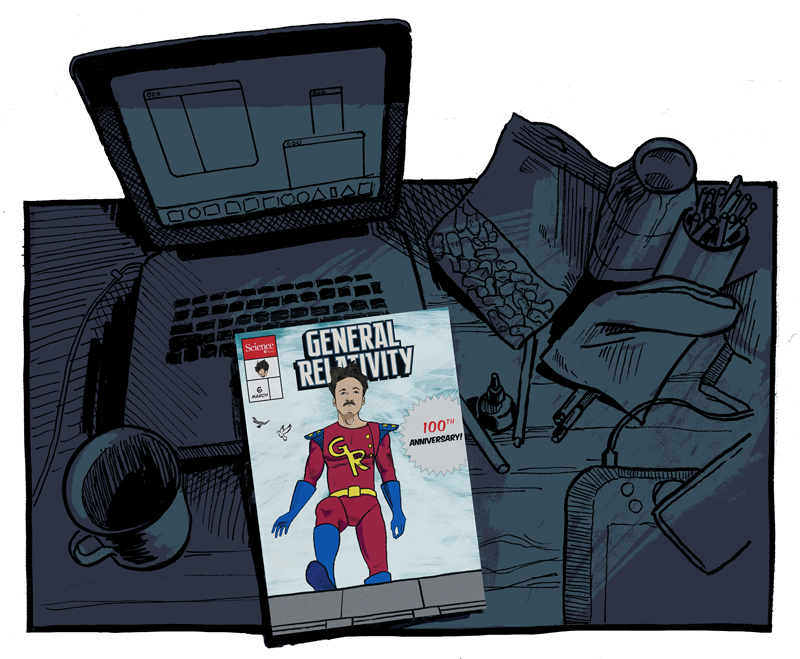 Science
GENERAL
RELATIVITY
6
MARCH
100TH
ANNIVERSARY!
GR